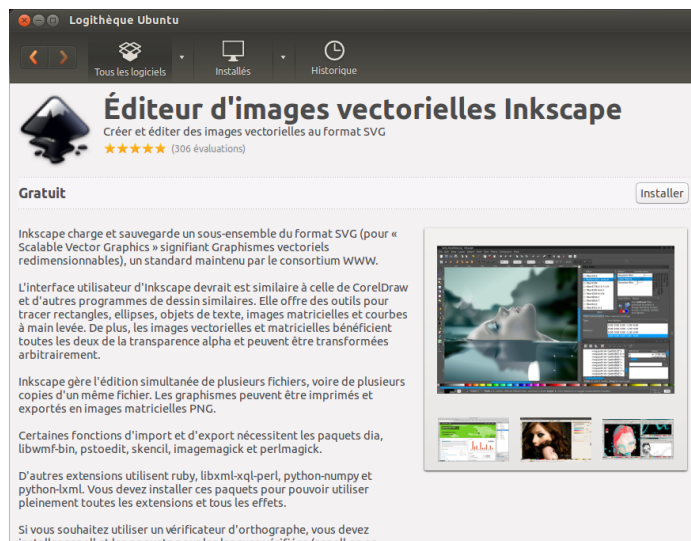 Logithèque Ubuntu
Tous les logiciels
Installés
Historique
Éditeur d'images vectorielles Inkscape
Créer et éditer des images vectorielles au format SVG
(306 évaluations)
Gratuit
Installer
Inkscape charge et sauvegarde un sous-ensemble du format SVG (pour «
Scalable Vector Graphics » signifiant Graphismes vectoriels
redimensionnables), un standard maintenu par le consortium WWW.
L'interface utilisateur d'Inkscape devrait est similaire à celle de CorelDraw
et d'autres programmes de dessin similaires. Elle offre des outils pour
tracer rectangles, ellipses, objets de texte, images matricielles et courbes
à main levée. De plus, les images vectorielles et matricielles bénéficient
toutes les deux de la transparence alpha et peuvent être transformées
arbitrairement.
Inkscape gère l'édition simultanée de plusieurs fichiers, voire de plusieurs
copies d'un même fichier. Les graphismes peuvent être imprimés et
exportés en images matricielles PNG.
Certaines fonctions d'import et d'export nécessitent les paquets dia,
libwmf-bin, pstoedit, skencil, imagemagick et perlmagick.
D'autres extensions utilisent ruby, libxml-xql-perl, python-numpy et
python-lxml. Vous devez installer ces paquets pour pouvoir utiliser
pleinement toutes les extensions et tous les effets.
Si vous souhaitez utiliser un vérificateur d'orthographe, vous devez